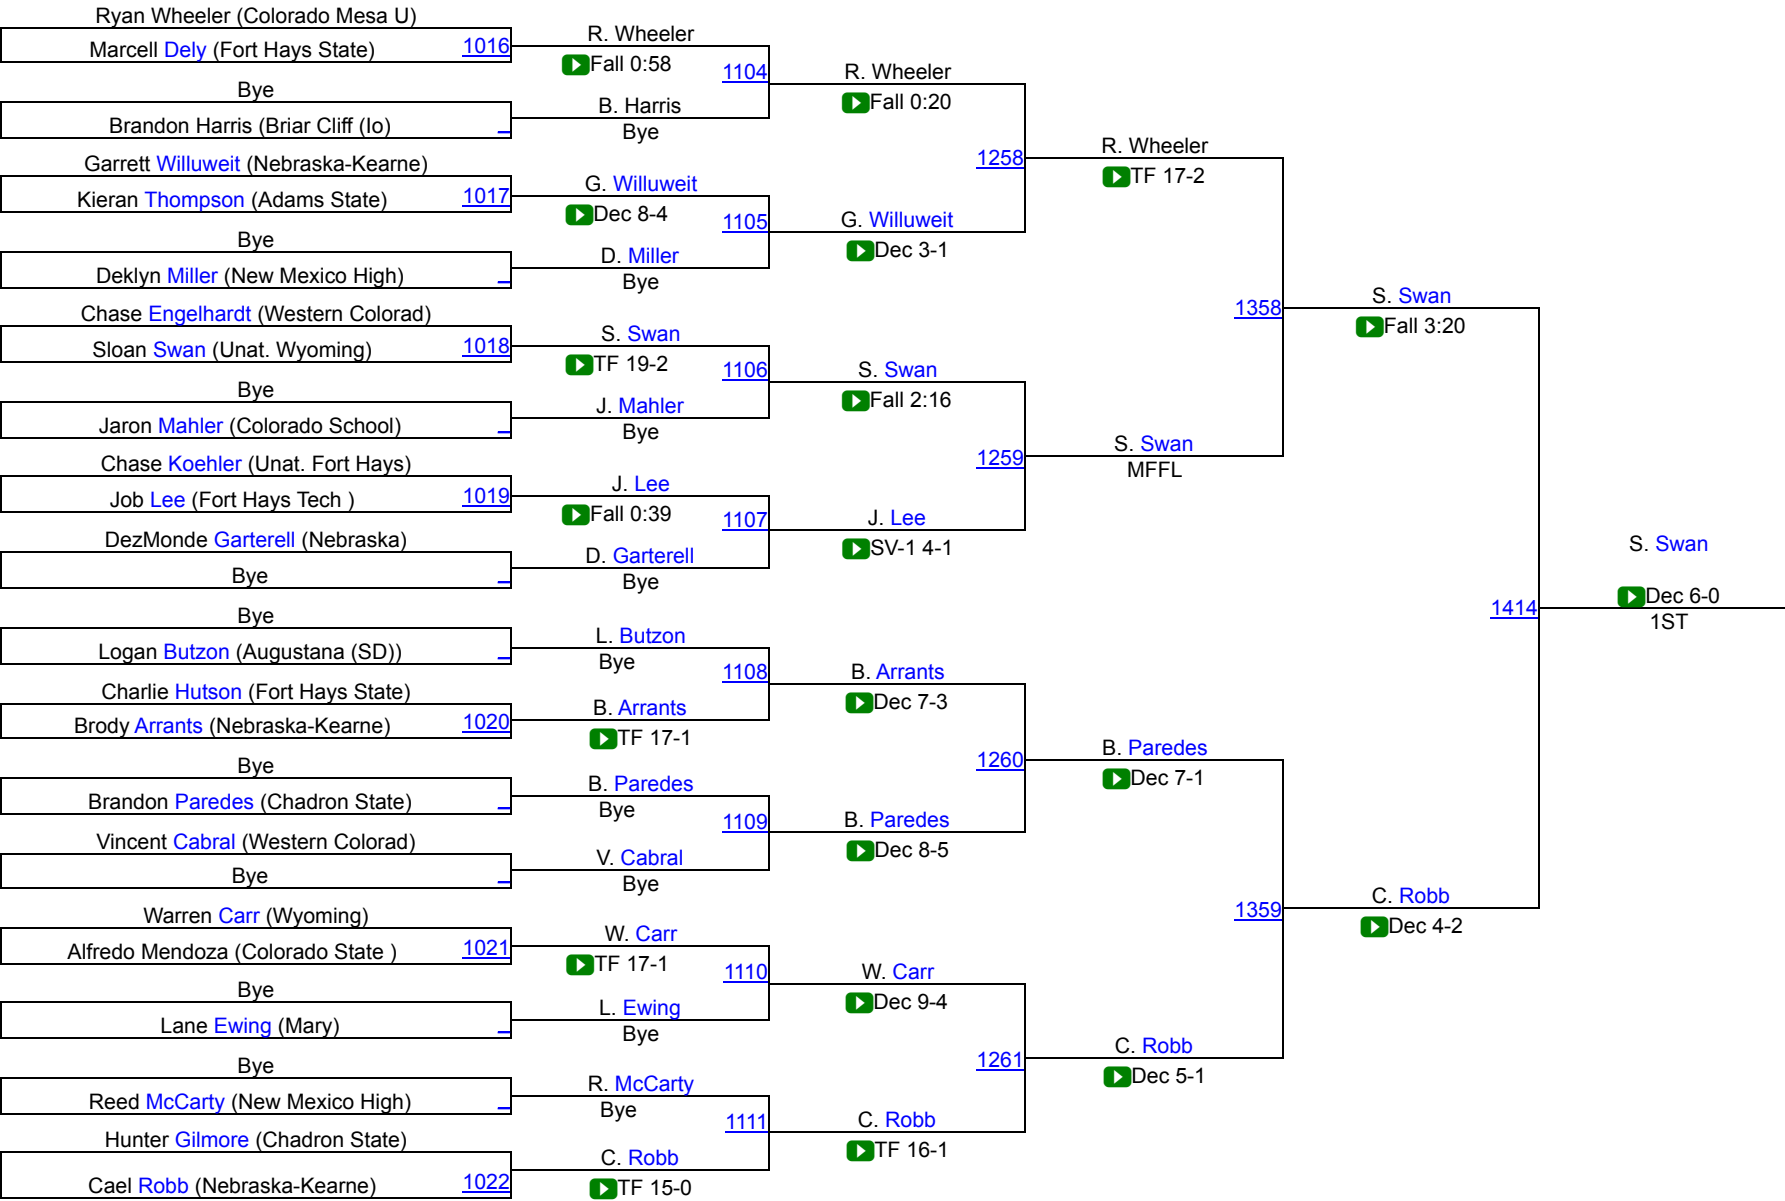 Ryan Wheeler (Colorado Mesa U)
Marcell Dely (Fort Hays State) 1016
Bye
Brandon Harris (Briar Cliff (Io)
Garrett Willuweit (Nebraska-Kearne)
Kieran Thompson (Adams State) 1017
Bye
Deklyn Miller (New Mexico High)
Chase Engelhardt (Western Colorad)
Sloan Swan (Unat. Wyoming) 1018
Bye
Jaron Mahler (Colorado School)
Chase Koehler (Unat. Fort Hays)
Job Lee (Fort Hays Tech ) 1019
DezMonde Garterell (Nebraska)
Bye
Bye
Logan Butzon (Augustana (SD))
Charlie Hutson (Fort Hays State)
Brody Arrants (Nebraska-Kearne) 1020
Bye
Brandon Paredes (Chadron State)
Vincent Cabral (Western Colorad)
Bye
Warren Carr (Wyoming)
Alfredo Mendoza (Colorado State ) 1021
Bye
Lane Ewing (Mary)
Bye
Reed McCarty (New Mexico High)
Hunter Gilmore (Chadron State)
Cael Robb (Nebraska-Kearne) 1022
R. Wheeler
Fall 0:58
1104
B. Harris
Bye
G. Willuweit
Dec 8-4
1105
D. Miller
Bye
S. Swan
TF 19-2
1106
J. Mahler
Bye
J. Lee
Fall 0:39
1107
D. Garterell
Bye
L. Butzon
Bye
1108
B. Arrants
TF 17-1
B. Paredes
Bye
1109
V. Cabral
Bye
W. Carr
TF 17-1
1110
L. Ewing
Bye
R. McCarty
Bye
1111
C. Robb
TF 15-0
R. Wheeler
Fall 0:20
1258
G. Willuweit
Dec 3-1
S. Swan
Fall 2:16
1259
J. Lee
SV-1 4-1
B. Arrants
Dec 7-3
1260
B. Paredes
Dec 8-5
W. Carr
Dec 9-4
1261
C. Robb
TF 16-1
R. Wheeler
TF 17-2
1358
S. Swan
MFFL
B. Paredes
Dec 7-1
1359
C. Robb
Dec 5-1
S. Swan
Fall 3:20
1414
C. Robb
Dec 4-2
S. Swan
Dec 6-0
1ST